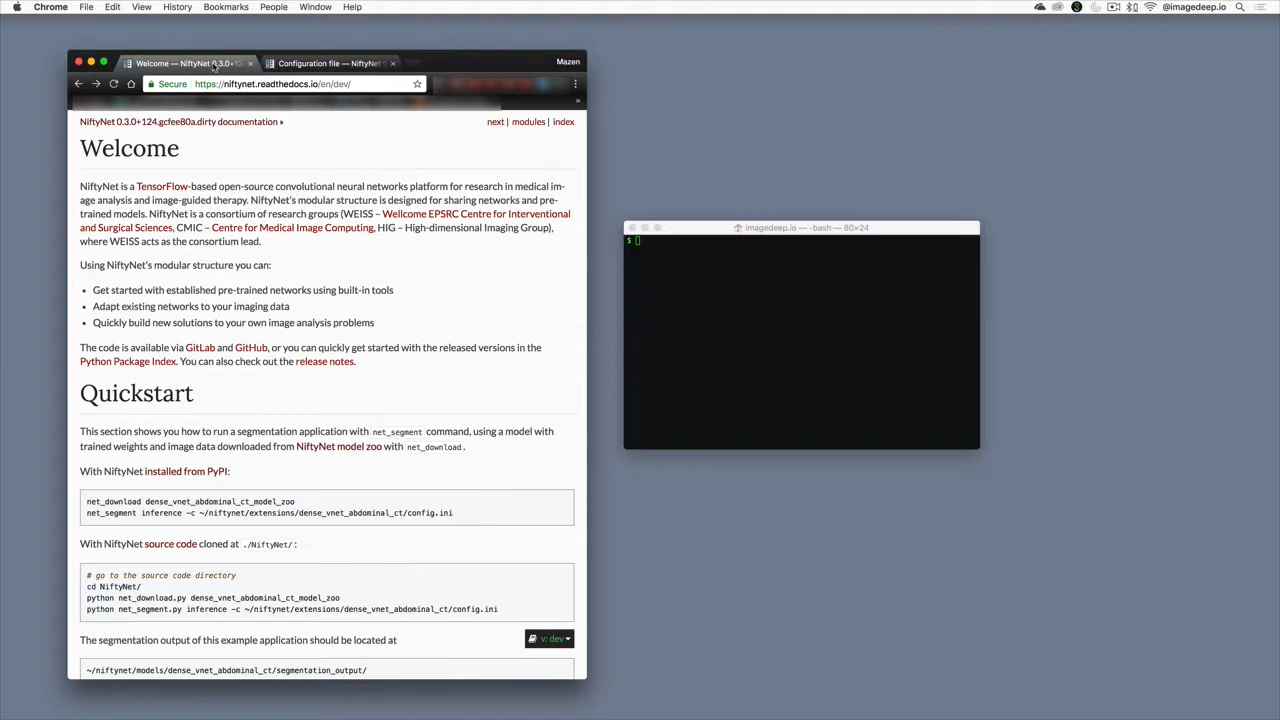 Chrome File Edit View History Bookmarks People Window Help @imagedeep.io
Welcome — NiftyNet 0.3.0+12 Configuration file — NiftyNet Mazen
Secure https://niftynet.readthedocs.io/en/dev/
»
NiftyNet 0.3.0+124.gcfee80a.dirty documentation » next | modules | index
Welcome
NiftyNet is a TensorFlow-based open-source convolutional neural networks platform for research in medical im-
age analysis and image-guided therapy. NiftyNet’s modular structure is designed for sharing networks and pre-
trained models. NiftyNet is a consortium of research groups (WEISS – Wellcome EPSRC Centre for Interventional
and Surgical Sciences, CMIC – Centre for Medical Image Computing, HIG – High-dimensional Imaging Group),
where WEISS acts as the consortium lead.
Using NiftyNet’s modular structure you can:
• Get started with established pre-trained networks using built-in tools
• Adapt existing networks to your imaging data
• Quickly build new solutions to your own image analysis problems
The code is available via GitLab and GitHub, or you can quickly get started with the released versions in the
Python Package Index. You can also check out the release notes.
Quickstart
This section shows you how to run a segmentation application with net_segment command, using a model with
trained weights and image data downloaded from NiftyNet model zoo with net_download.
With NiftyNet installed from PyPI:
net_download dense_vnet_abdominal_ct_model_zoo
net_segment inference -c ~/niftynet/extensions/dense_vnet_abdominal_ct/config.ini
With NiftyNet source code cloned at ./NiftyNet/:
# go to the source code directory
cd NiftyNet/
python net_download.py dense_vnet_abdominal_ct_model_zoo
python net_segment.py inference -c ~/niftynet/extensions/dense_vnet_abdominal_ct/config.ini
The segmentation output of this example application should be located at
v: dev
~/niftynet/models/dense_vnet_abdominal_ct/segmentation_output/
imagedeep.io — -bash — 80×24
$